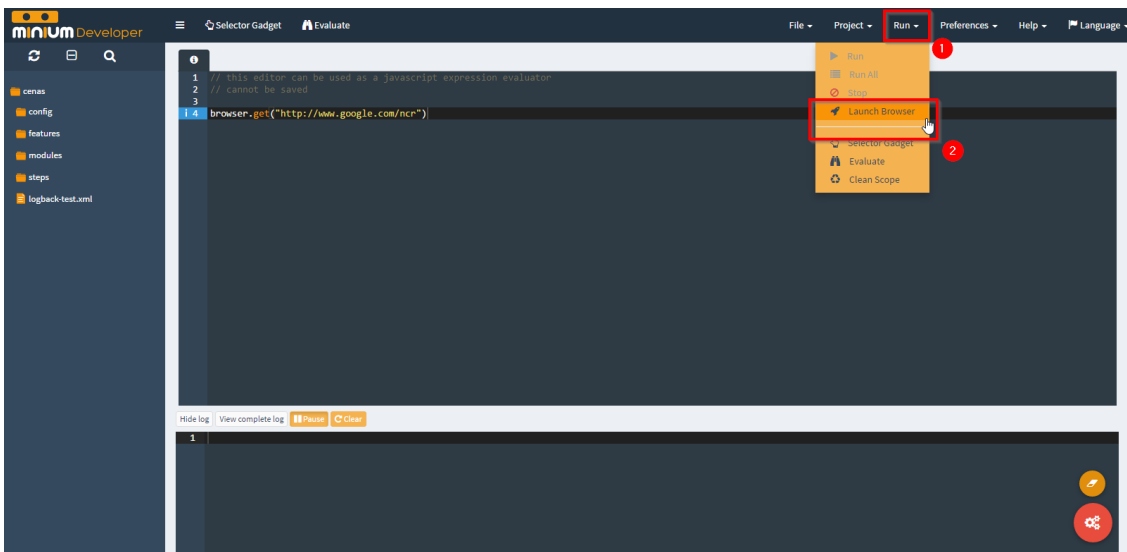 minium Developer
Selector Gadget
Evaluate
File
Project
Run
Preferences
Help
Language
1
cenas
config
features
modules
steps
logback-test.xml
1 // this editor can be used as a javascript expression evaluator
2 // cannot be saved
3
i 4 browser.get("http://www.google.com/ncr")
Run
Run All
Stop
Launch Browser
Selector Gadget
2
Evaluate
Clean Scope
Hide log
View complete log
Pause
Clear
1